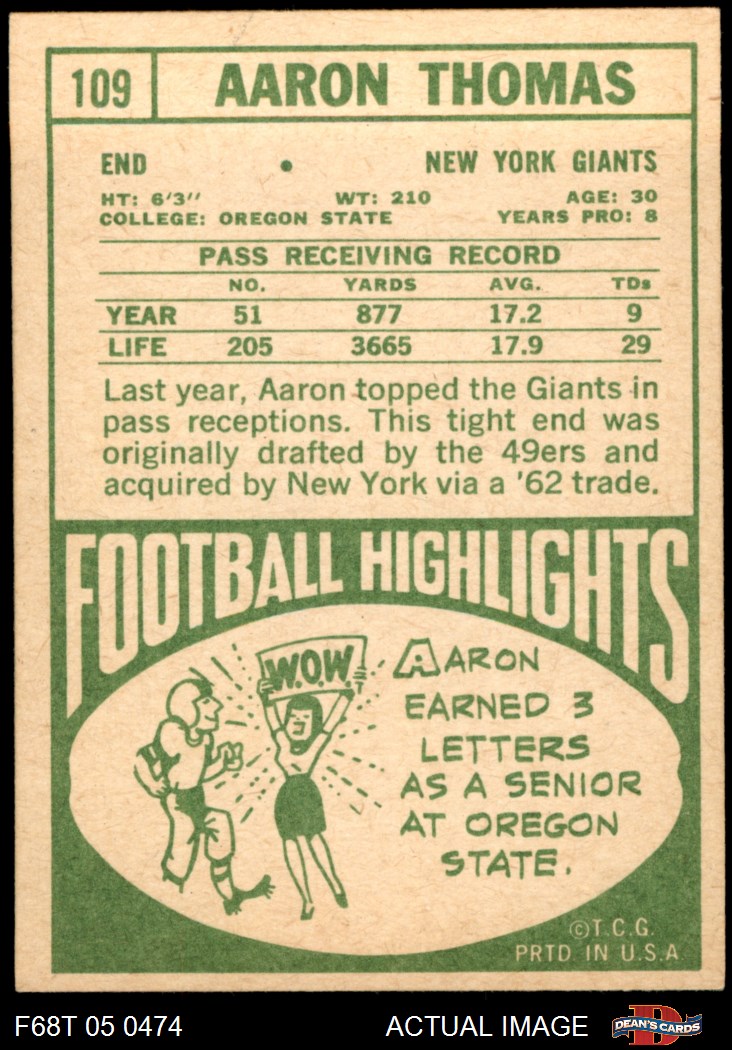 109 AARON THOMAS
END • NEW YORK GIANTS
HT: 6'3" WT: 210 AGE: 30
COLLEGE: OREGON STATE YEARS PRO: 8
PASS RECEIVING RECORD
NO. YARDS AVG. TDs
YEAR 51 877 17.2 9
LIFE 205 3665 17.9 29
Last year, Aaron topped the Giants in
pass receptions. This tight end was
originally drafted by the 49ers and
acquired by New York via a '62 trade.
FOOTBALL HIGHLIGHTS
W.O.W
AARON
EARNED 3
LETTERS
AS A SENIOR
AT OREGON
STATE.
©T.C.G.
PRTD IN U.S.A
F68T 05 0474 ACTUAL IMAGE D DEAN'S CARDS